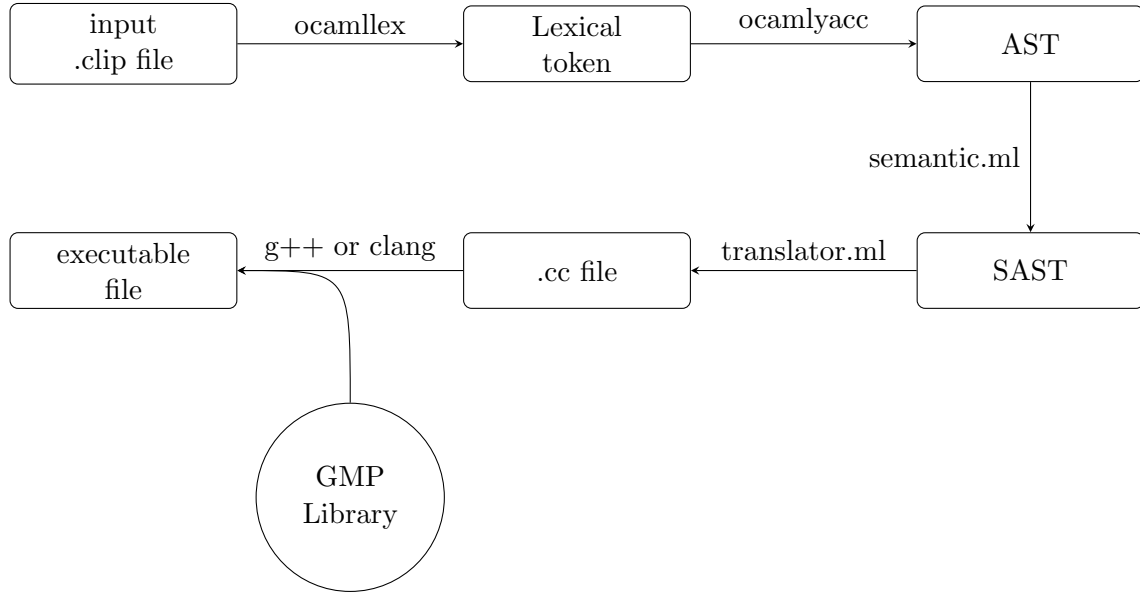 input
.clip file
ocamllex
Lexical
token
ocamlyacc
AST
semantic.ml
executable
file
g++ or clang
.cc file
translator.ml
SAST
GMP
Library